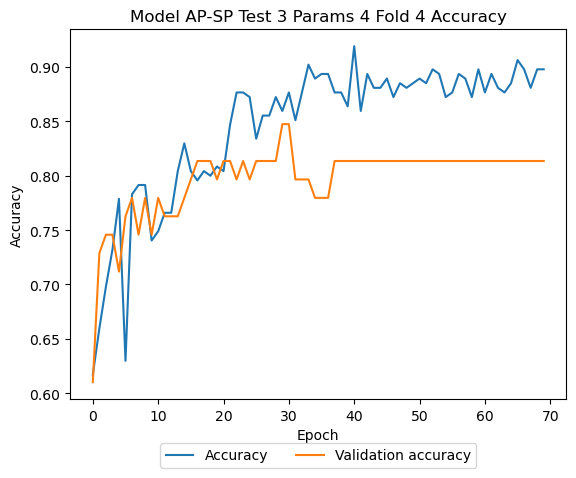 Model AP-SP Test 3 Params 4 Fold 4 Accuracy
Accuracy
0.90
0.85
0.80
0.75
0.70
0.65
0.60
0 10 20 30 40 50 60 70
Epoch
Accuracy Validation accuracy